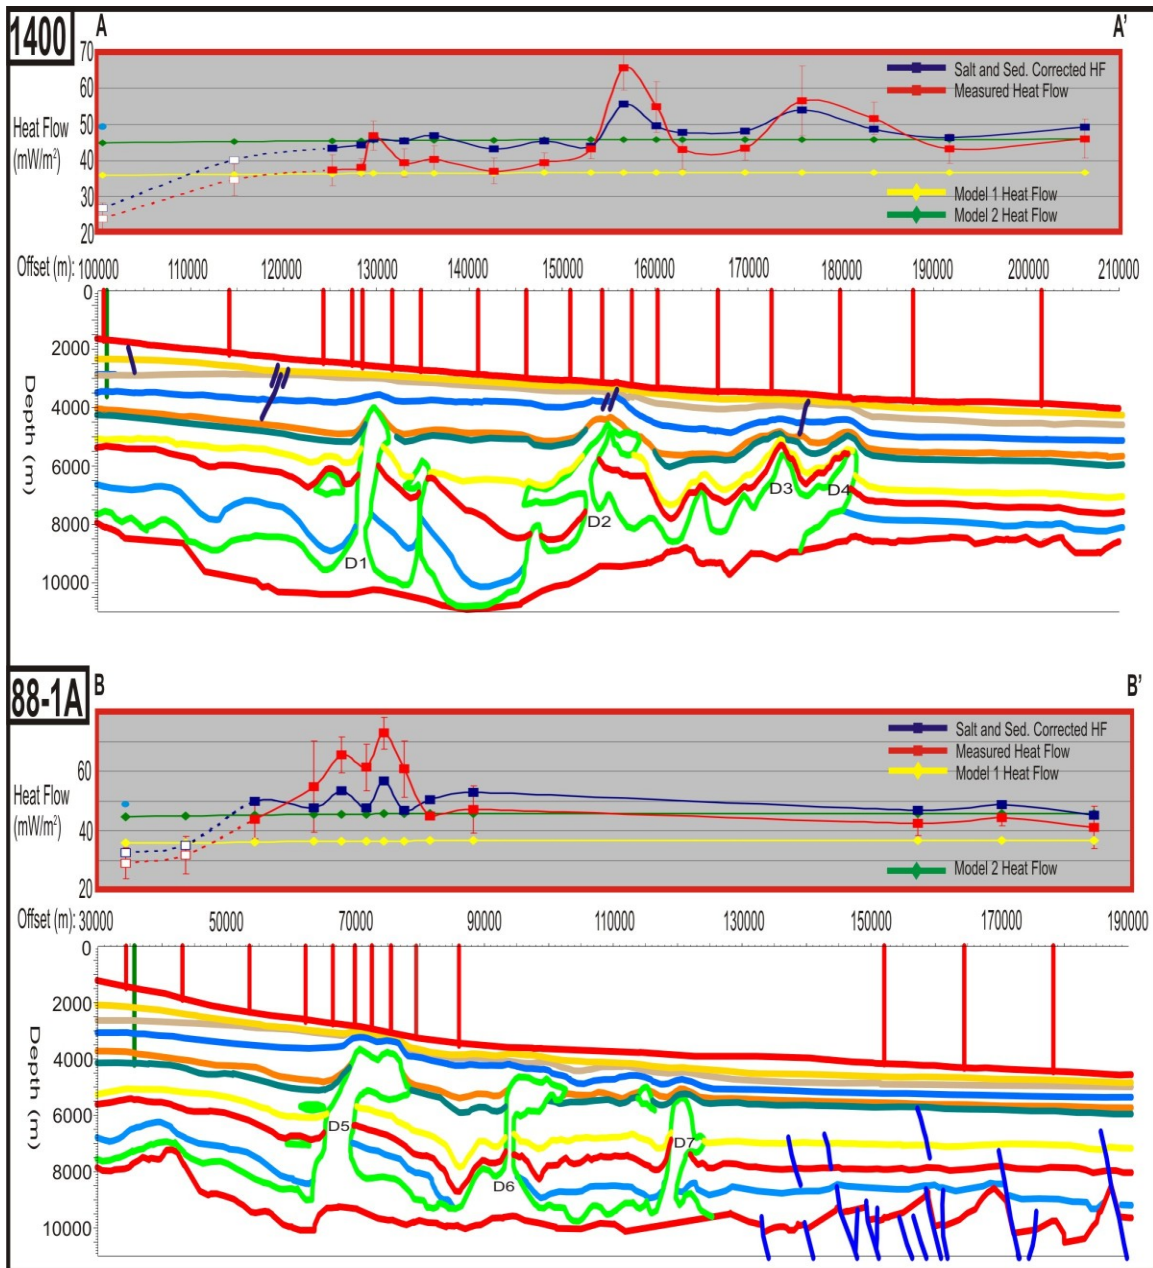 1400
A
A'
70
60
50
40
30
20
Heat Flow
(mW/m²)
Salt and Sed. Corrected HF
Measured Heat Flow
Model 1 Heat Flow
Model 2 Heat Flow
Offset (m): 100000 110000 120000 130000 140000 150000 160000 170000 180000 190000 200000 210000
0
2000
4000
6000
8000
10000
Depth (m)
D1
D2
D3
D4
88-1A
B
B'
60
40
20
Heat Flow
(mW/m²)
Salt and Sed. Corrected HF
Measured Heat Flow
Model 1 Heat Flow
Model 2 Heat Flow
Offset (m): 30000 50000 70000 90000 110000 130000 150000 170000 190000
0
2000
4000
6000
8000
10000
Depth (m)
D5
D6
D7